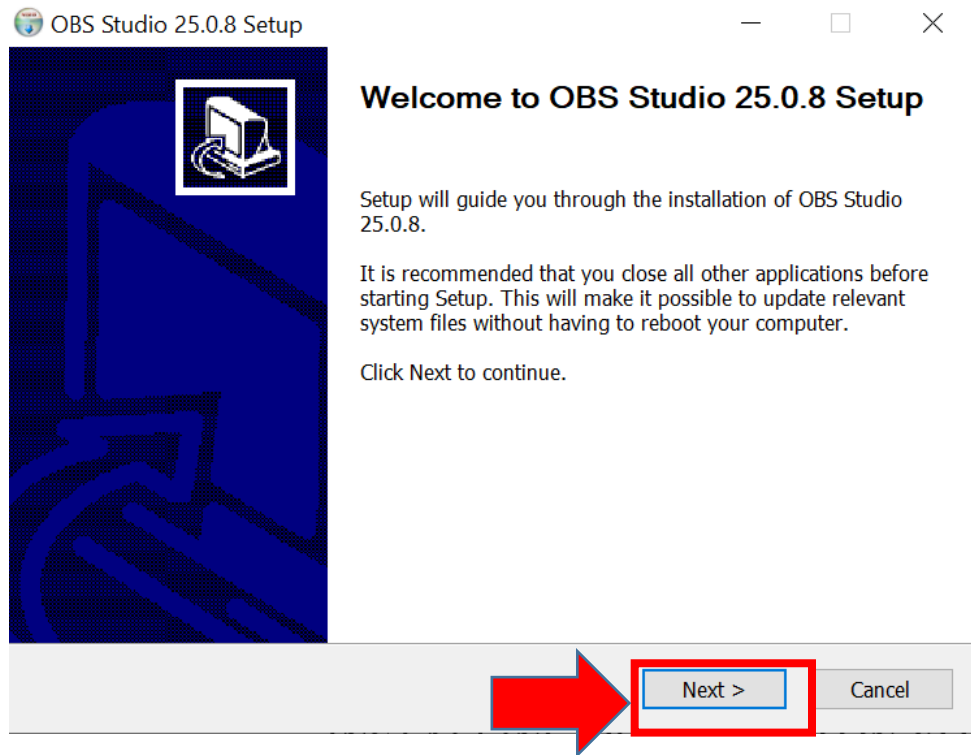 OBS Studio 25.0.8 Setup
Welcome to OBS Studio 25.0.8 Setup
Setup will guide you through the installation of OBS Studio
25.0.8.
It is recommended that you close all other applications before
starting Setup. This will make it possible to update relevant
system files without having to reboot your computer.
Click Next to continue.
Next >
Cancel